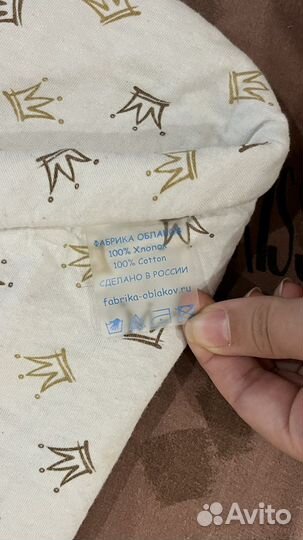 ФАБРИКА ОБЛАКОВ
100% Хлопок
100% Cotton
СДЕЛАНО В РОССИИ
fabrika-oblakov.ru
Avito